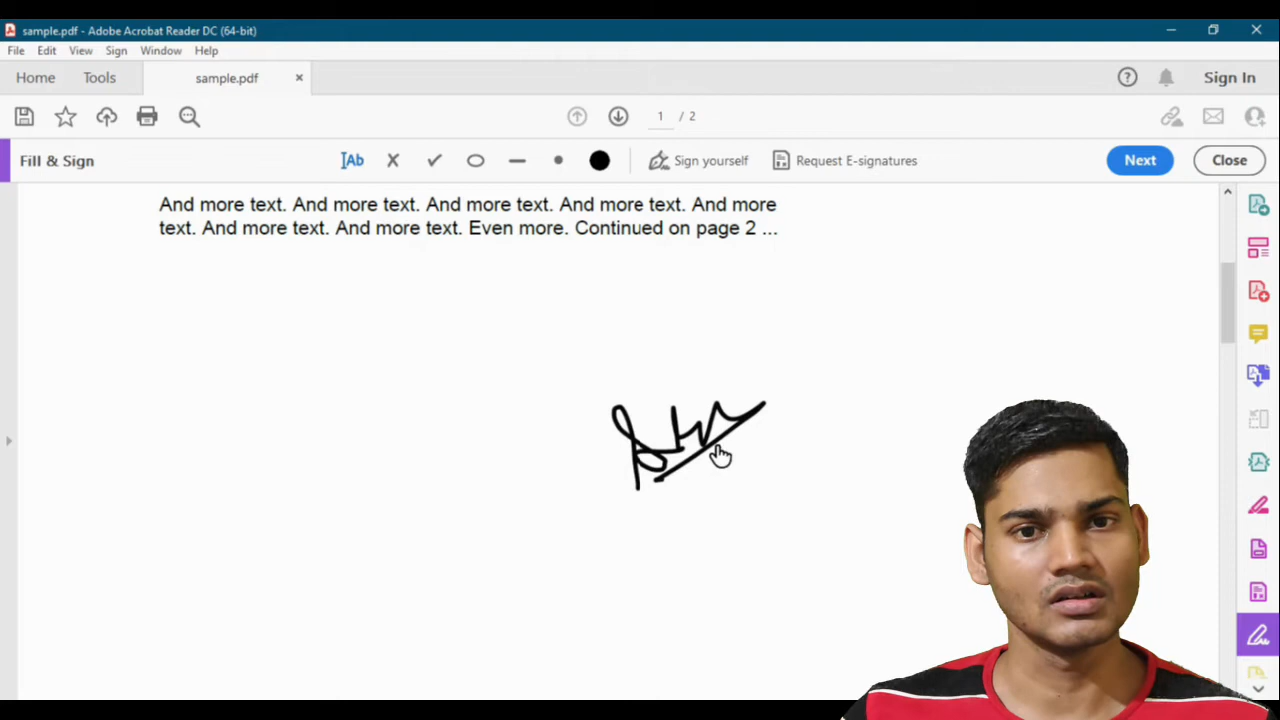 sample.pdf - Adobe Acrobat Reader DC (64-bit)
File Edit View Sign Window Help
Home Tools sample.pdf × ? Sign In
1 / 2
Fill & Sign Ab Sign yourself Request E-signatures Next Close
And more text. And more text. And more text. And more text. And more
text. And more text. And more text. Even more. Continued on page 2 ...